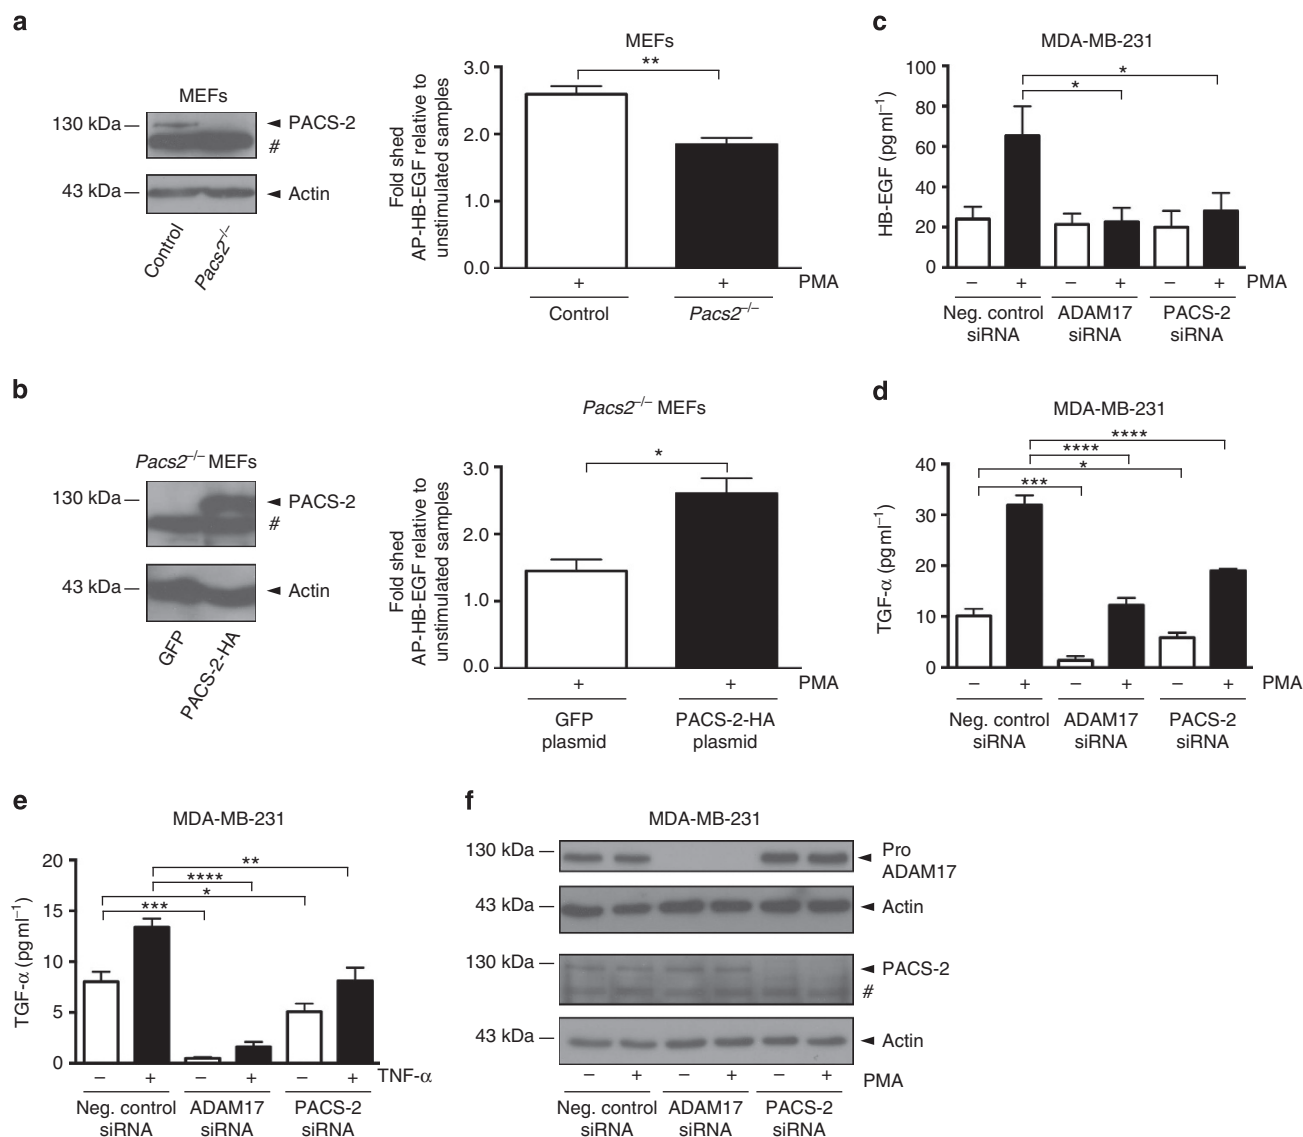 a
MEFs
130 kDa
PACS-2
#
43 kDa
Actin
Control
Pacs2–/–
MEFs
**
Fold shed
AP-HB-EGF relative to
unstimulated samples
3.0
2.0
1.0
0.0
+ + PMA
Control Pacs2–/–
b
Pacs2–/– MEFs
130 kDa
PACS-2
#
43 kDa
Actin
GFP
PACS-2-HA
Pacs2–/– MEFs
*
Fold shed
AP-HB-EGF relative to
unstimulated samples
3.0
2.0
1.0
0.0
+ + PMA
GFP
plasmid
PACS-2-HA
plasmid
c
MDA-MB-231
*
*
HB-EGF (pg ml–1)
100
80
60
40
20
0
– + – + – + PMA
Neg. control
siRNA
ADAM17
siRNA
PACS-2
siRNA
d
MDA-MB-231
****
****
*
***
TGF-α (pg ml–1)
40
30
20
10
0
– + – + – + PMA
Neg. control
siRNA
ADAM17
siRNA
PACS-2
siRNA
e
MDA-MB-231
**
****
*
***
TGF-α (pg ml–1)
20
15
10
5
0
– + – + – + TNF-α
Neg. control
siRNA
ADAM17
siRNA
PACS-2
siRNA
f
MDA-MB-231
130 kDa
Pro
ADAM17
43 kDa
Actin
130 kDa
PACS-2
#
43 kDa
Actin
– + – + – + PMA
Neg. control
siRNA
ADAM17
siRNA
PACS-2
siRNA